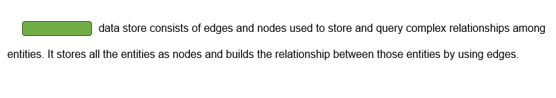 data store consists of edges and nodes used to store and query complex relationships among
entities. It stores all the entities as nodes and builds the relationship between those entities by using edges.